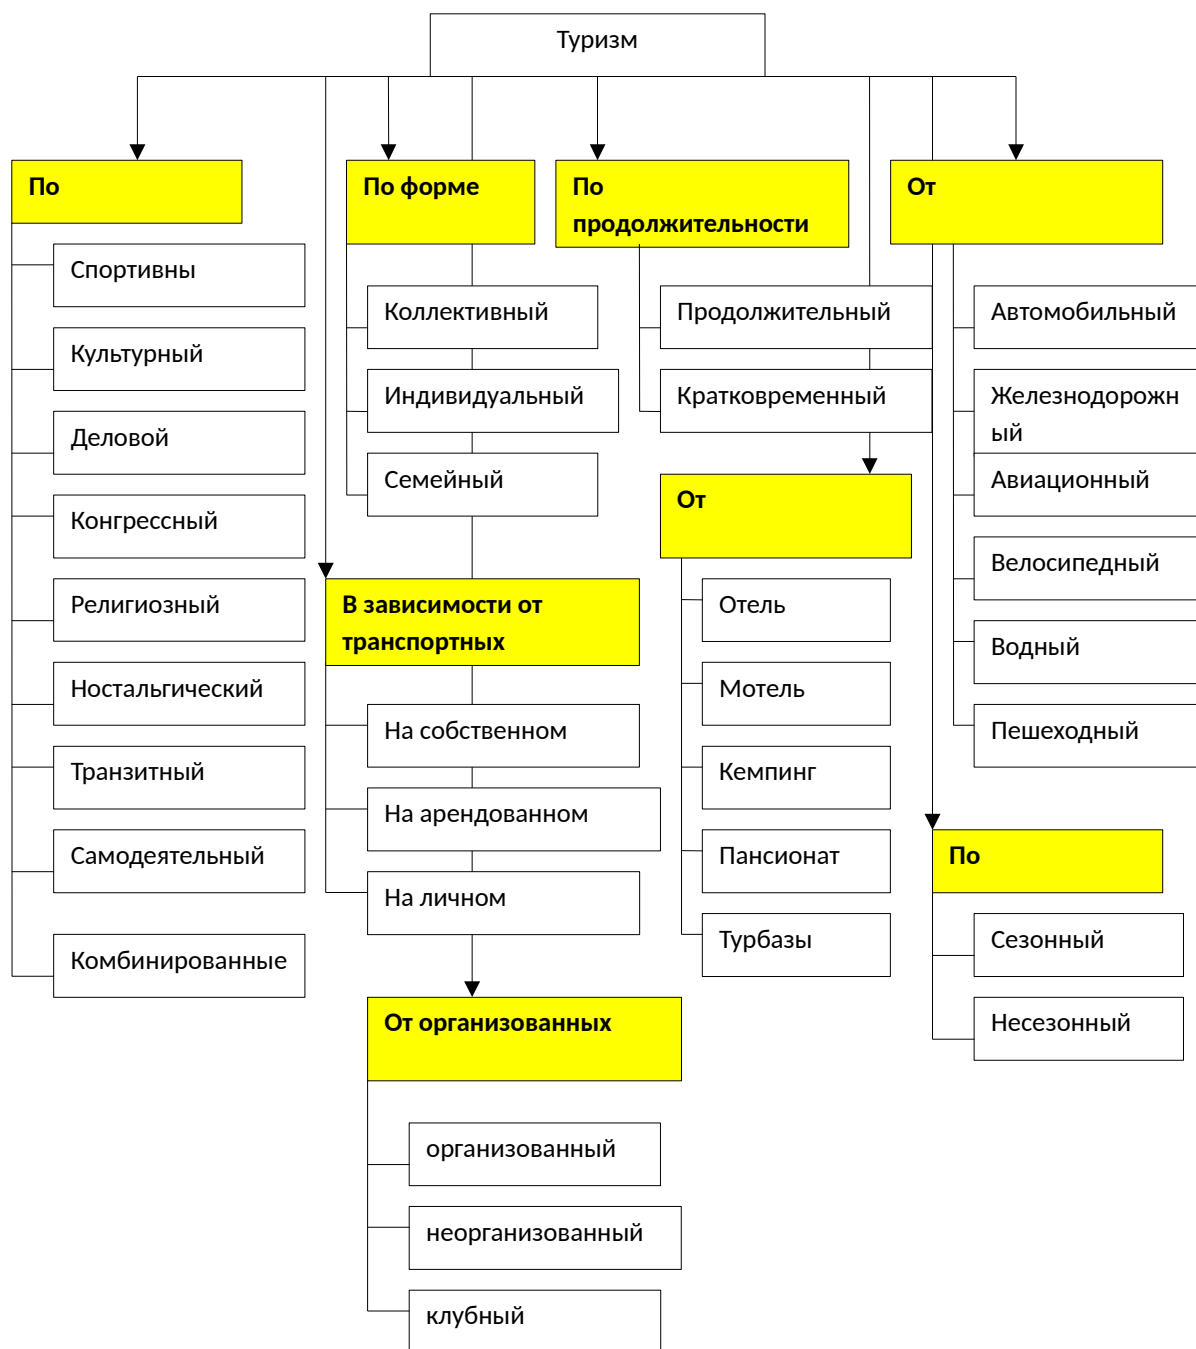 Туризм
По
Спортивны
Культурный
Деловой
Конгрессный
Религиозный
Ностальгический
Транзитный
Самодеятельный
Комбинированные
По форме
Коллективный
Индивидуальный
Семейный
В зависимости от
транспортных
На собственном
На арендованном
На личном
От организованных
организованный
неорганизованный
клубный
По
продолжительности
Продолжительный
Кратковременный
От
Отель
Мотель
Кемпинг
Пансионат
Турбазы
От
Автомобильный
Железнодорожн
ый
Авиационный
Велосипедный
Водный
Пешеходный
По
Сезонный
Несезонный